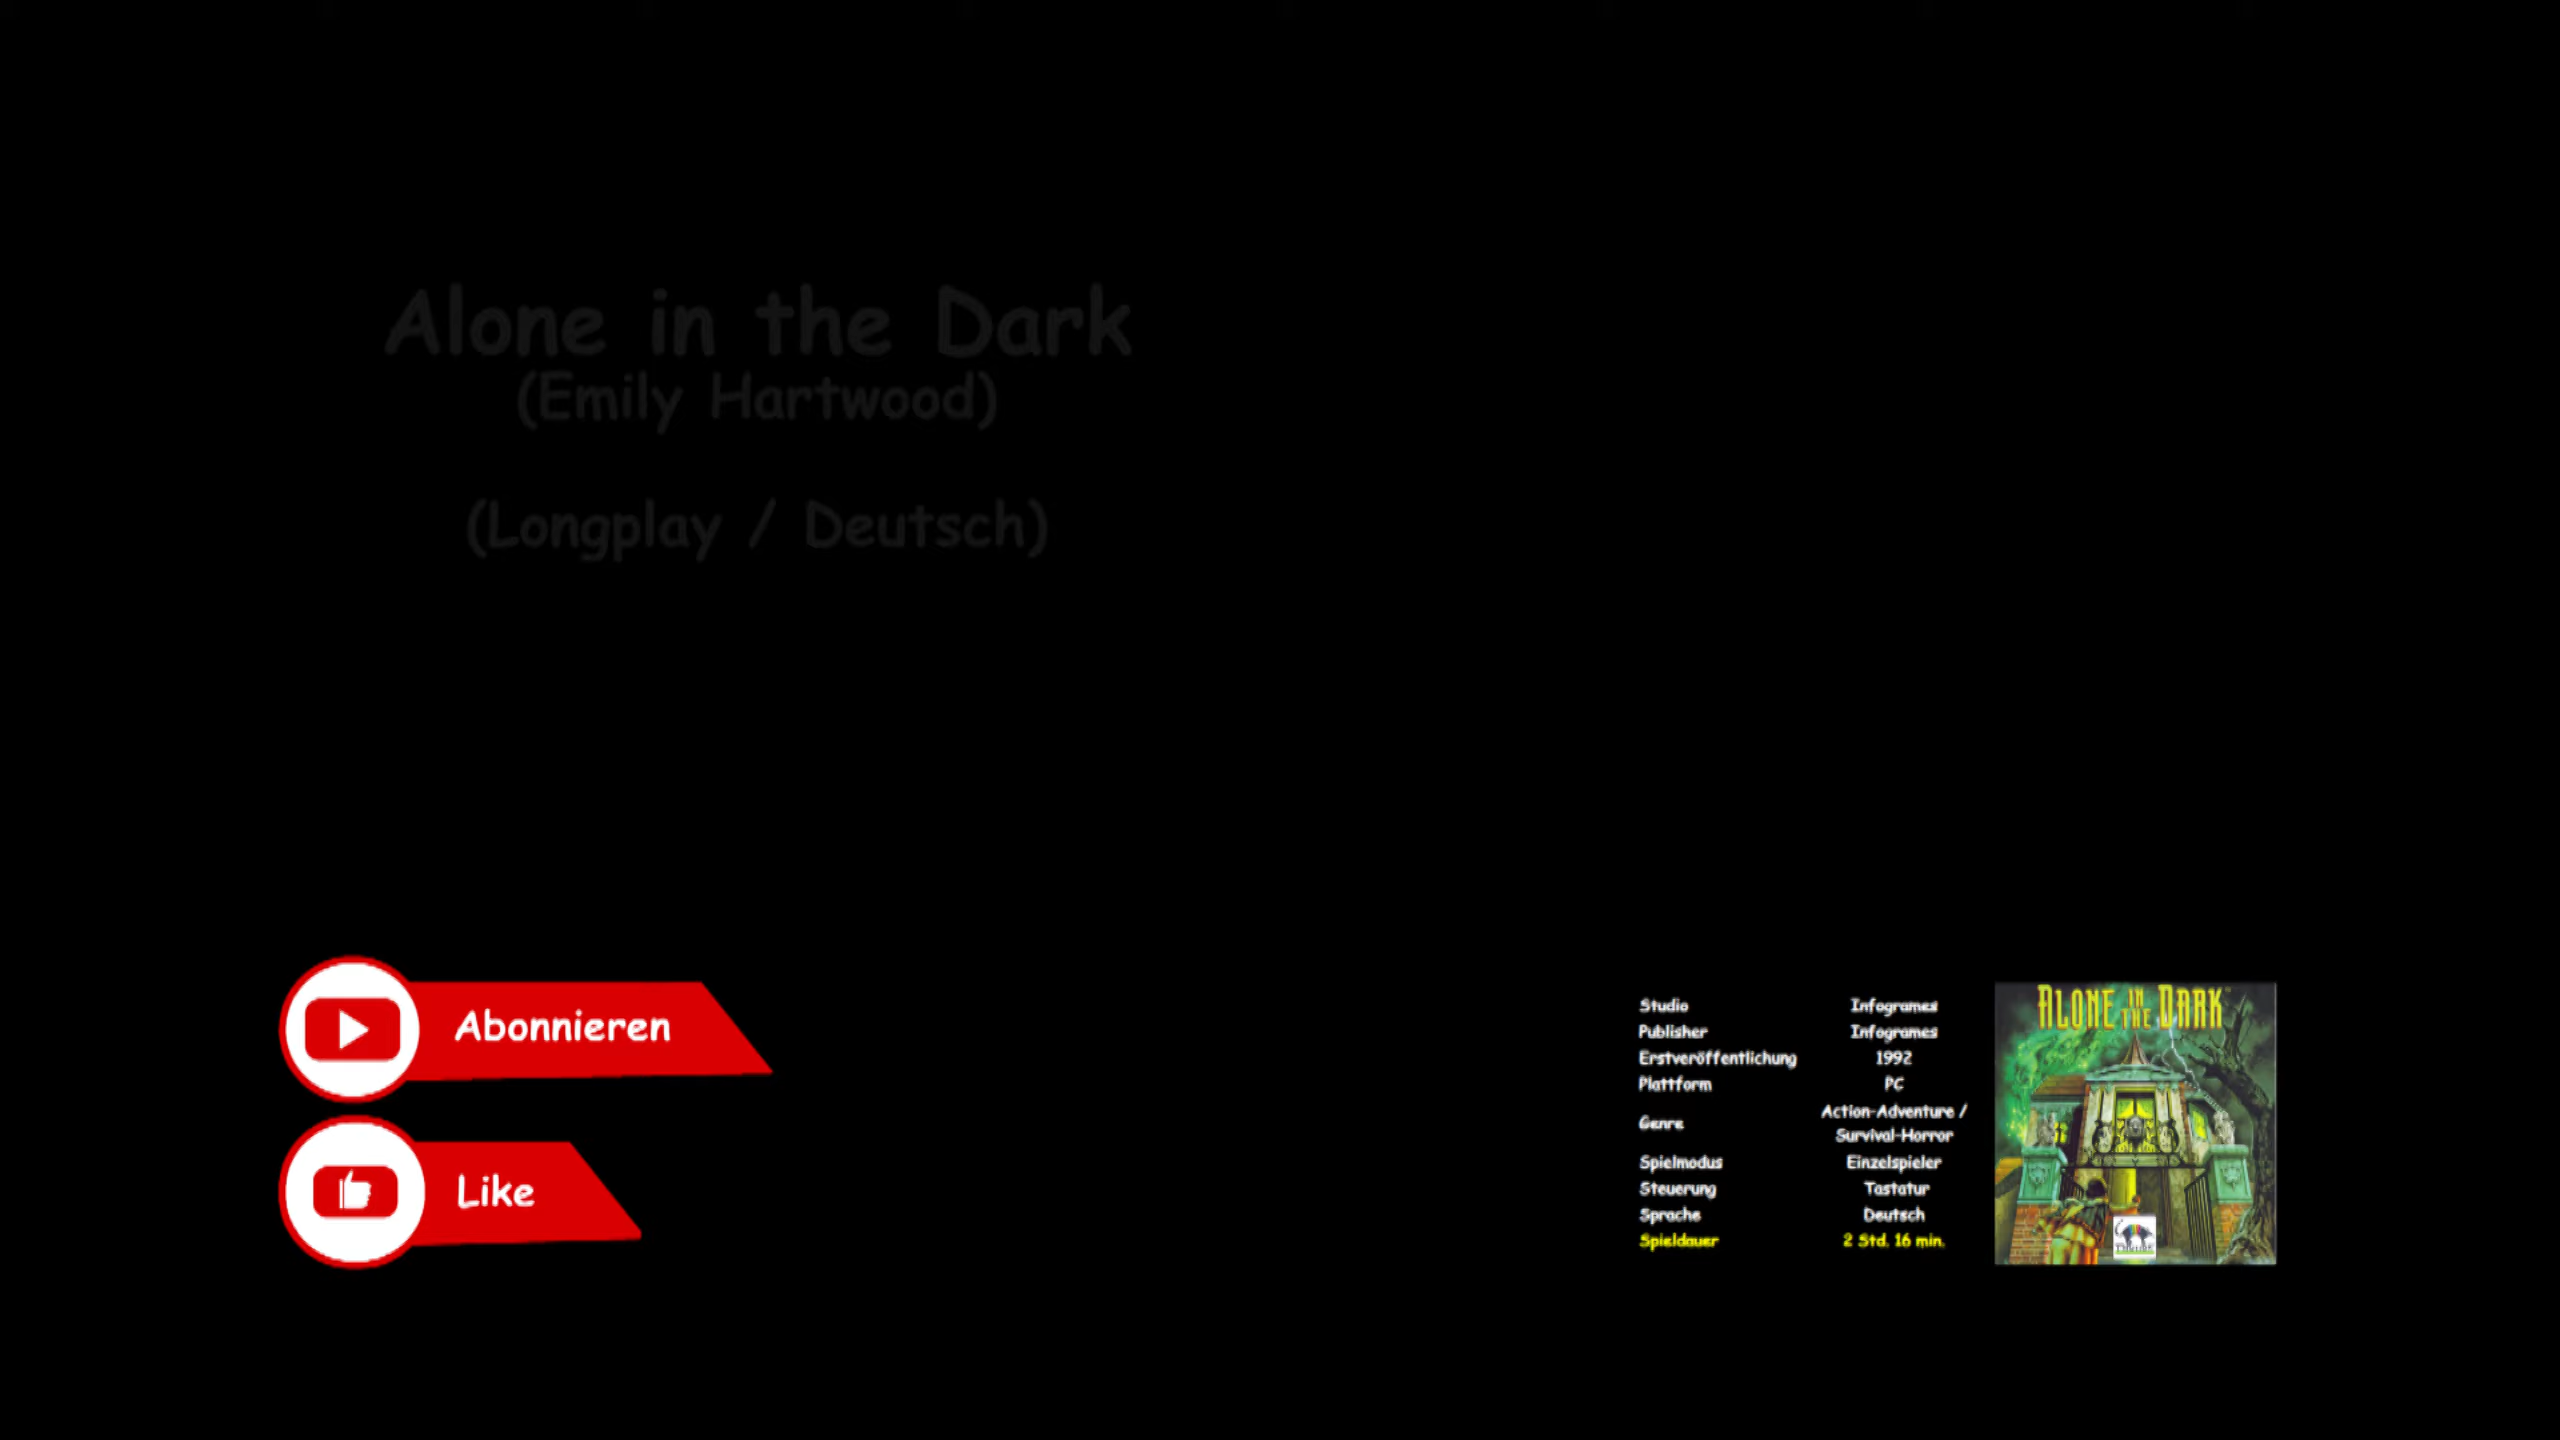 Alone in the Dark
(Emily Hartwood)
(Longplay / Deutsch)
Abonnieren
Like
Studio Infogrames
Publisher Infogrames
Erstveröffentlichung 1992
Plattform PC
Genre Action-Adventure /
Survival-Horror
Spielmodus Einzelspieler
Steuerung Tastatur
Sprache Deutsch
Spieldauer 2 Std. 16 min.
ALONE IN THE DARK